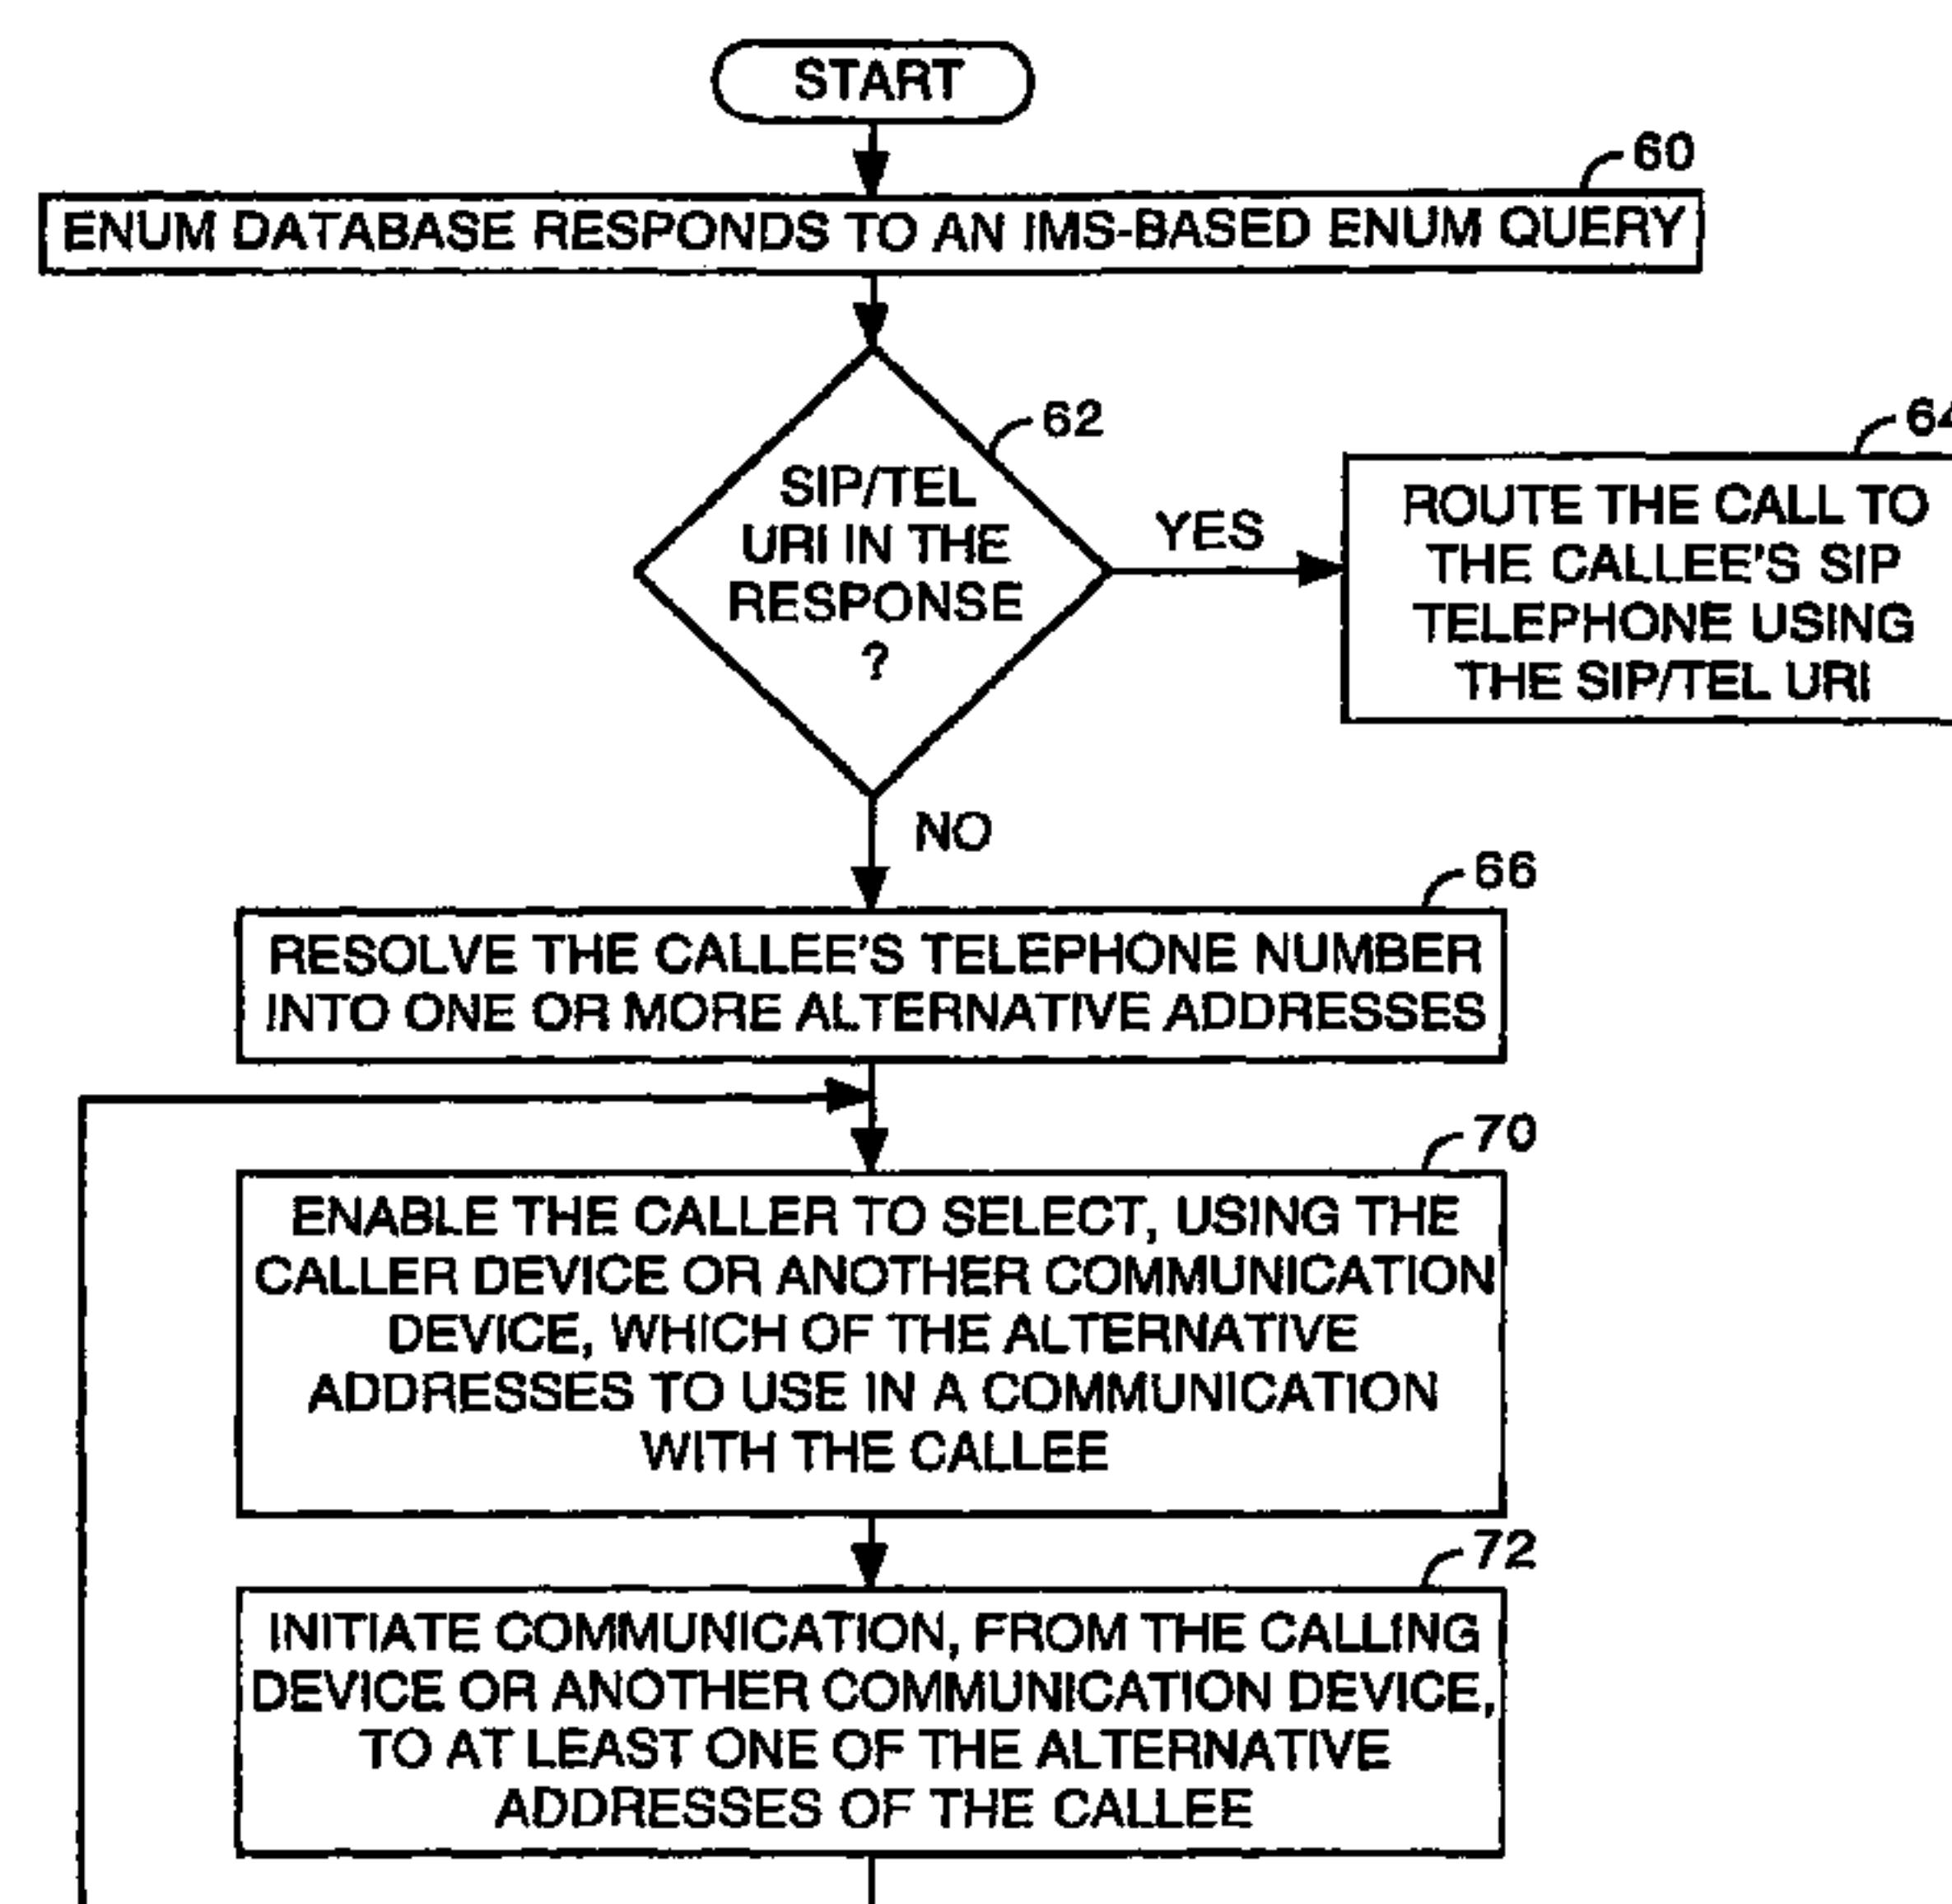 START
60
ENUM DATABASE RESPONDS TO AN IMS-BASED ENUM QUERY
62
SIP/TEL
URI IN THE
RESPONSE
?
YES
64
ROUTE THE CALL TO
THE CALLEE'S SIP
TELEPHONE USING
THE SIP/TEL URI
NO
66
RESOLVE THE CALLEE'S TELEPHONE NUMBER
INTO ONE OR MORE ALTERNATIVE ADDRESSES
70
ENABLE THE CALLER TO SELECT, USING THE
CALLER DEVICE OR ANOTHER COMMUNICATION
DEVICE, WHICH OF THE ALTERNATIVE
ADDRESSES TO USE IN A COMMUNICATION
WITH THE CALLEE
72
INITIATE COMMUNICATION, FROM THE CALLING
DEVICE OR ANOTHER COMMUNICATION DEVICE,
TO AT LEAST ONE OF THE ALTERNATIVE
ADDRESSES OF THE CALLEE